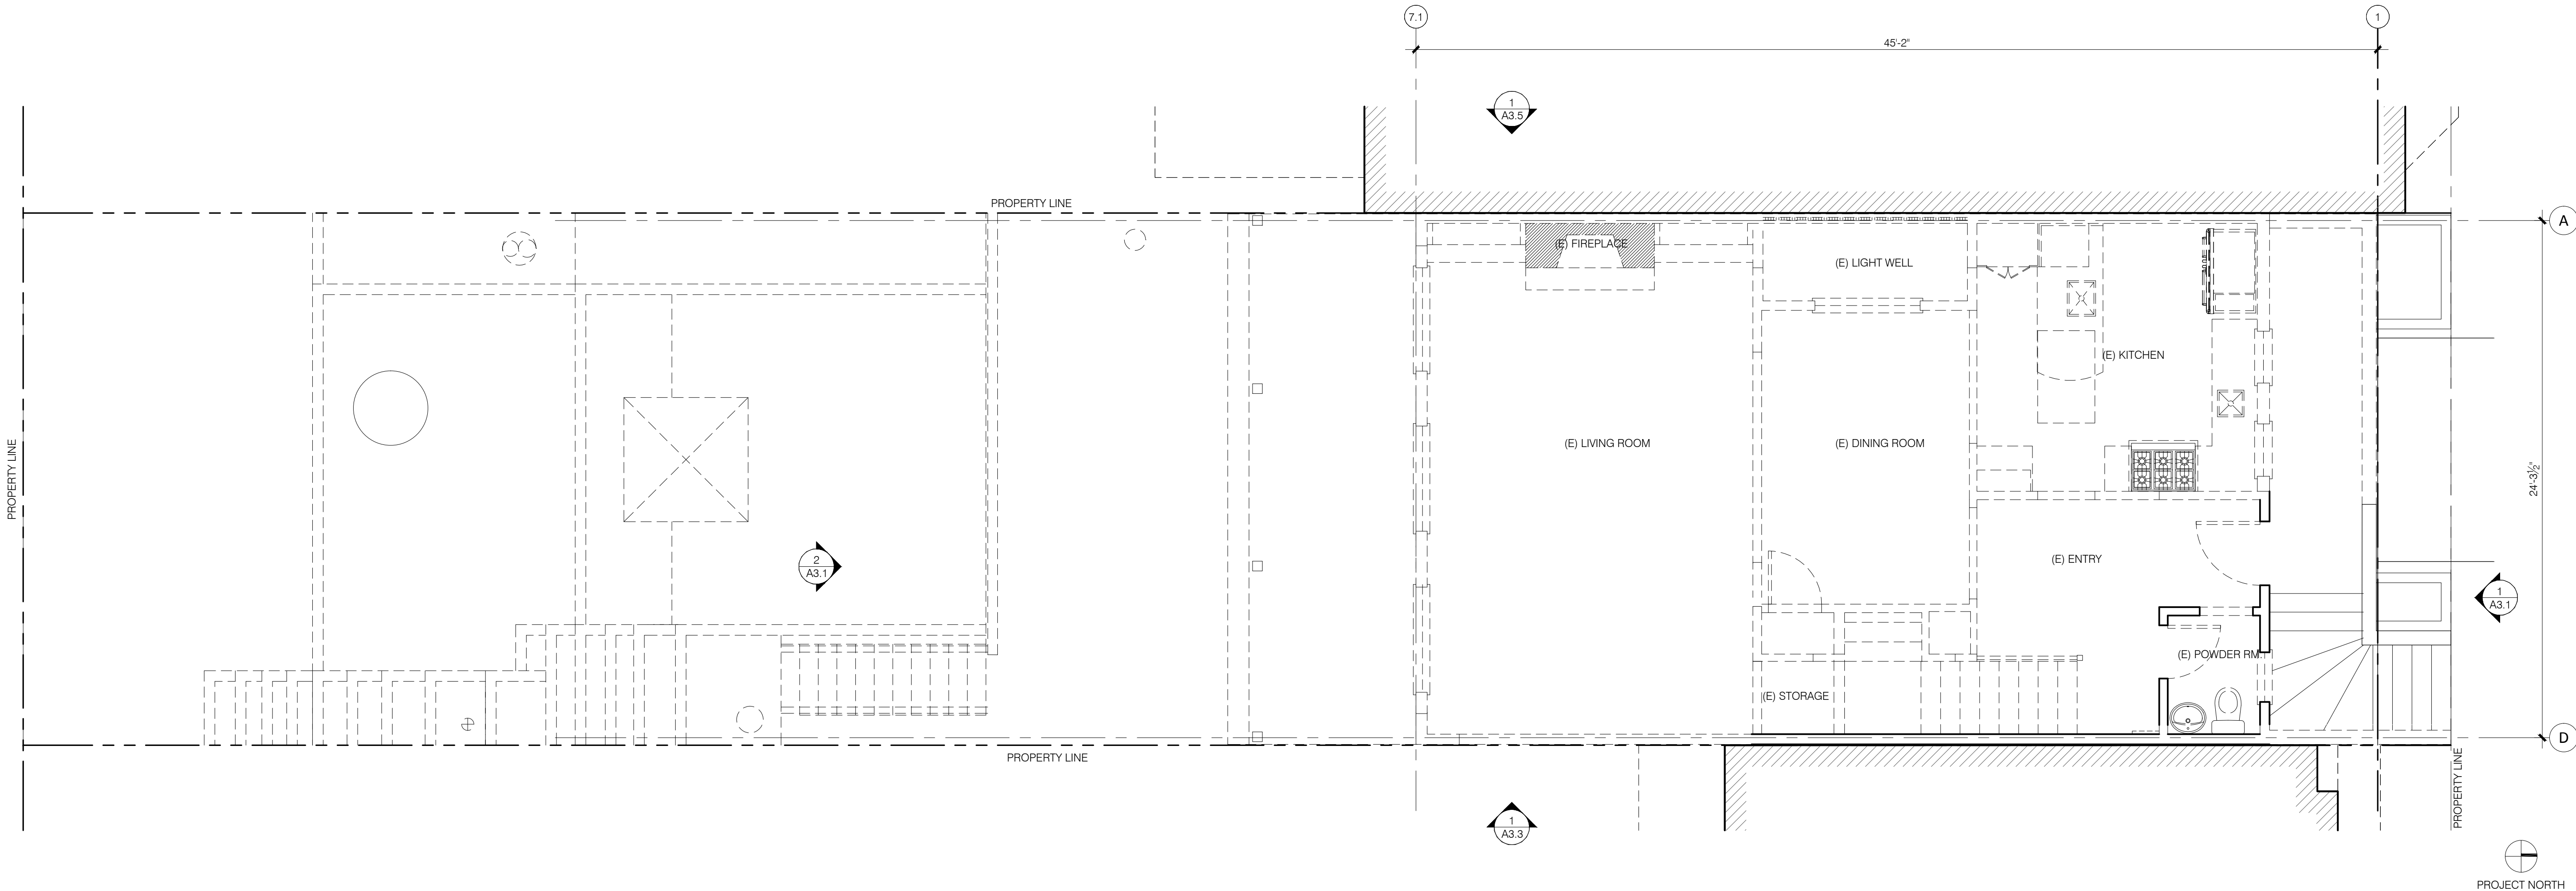 7.1
1
45'-2"
1
A3.5
PROPERTY LINE
A
(E) FIREPLACE
(E) LIGHT WELL
(E) KITCHEN
PROPERTY LINE
(E) LIVING ROOM
(E) DINING ROOM
24'-3½"
2
A3.1
(E) ENTRY
1
A3.1
(E) POWDER RM.
(E) STORAGE
D
PROPERTY LINE
PROPERTY LINE
1
A3.3
PROJECT NORTH